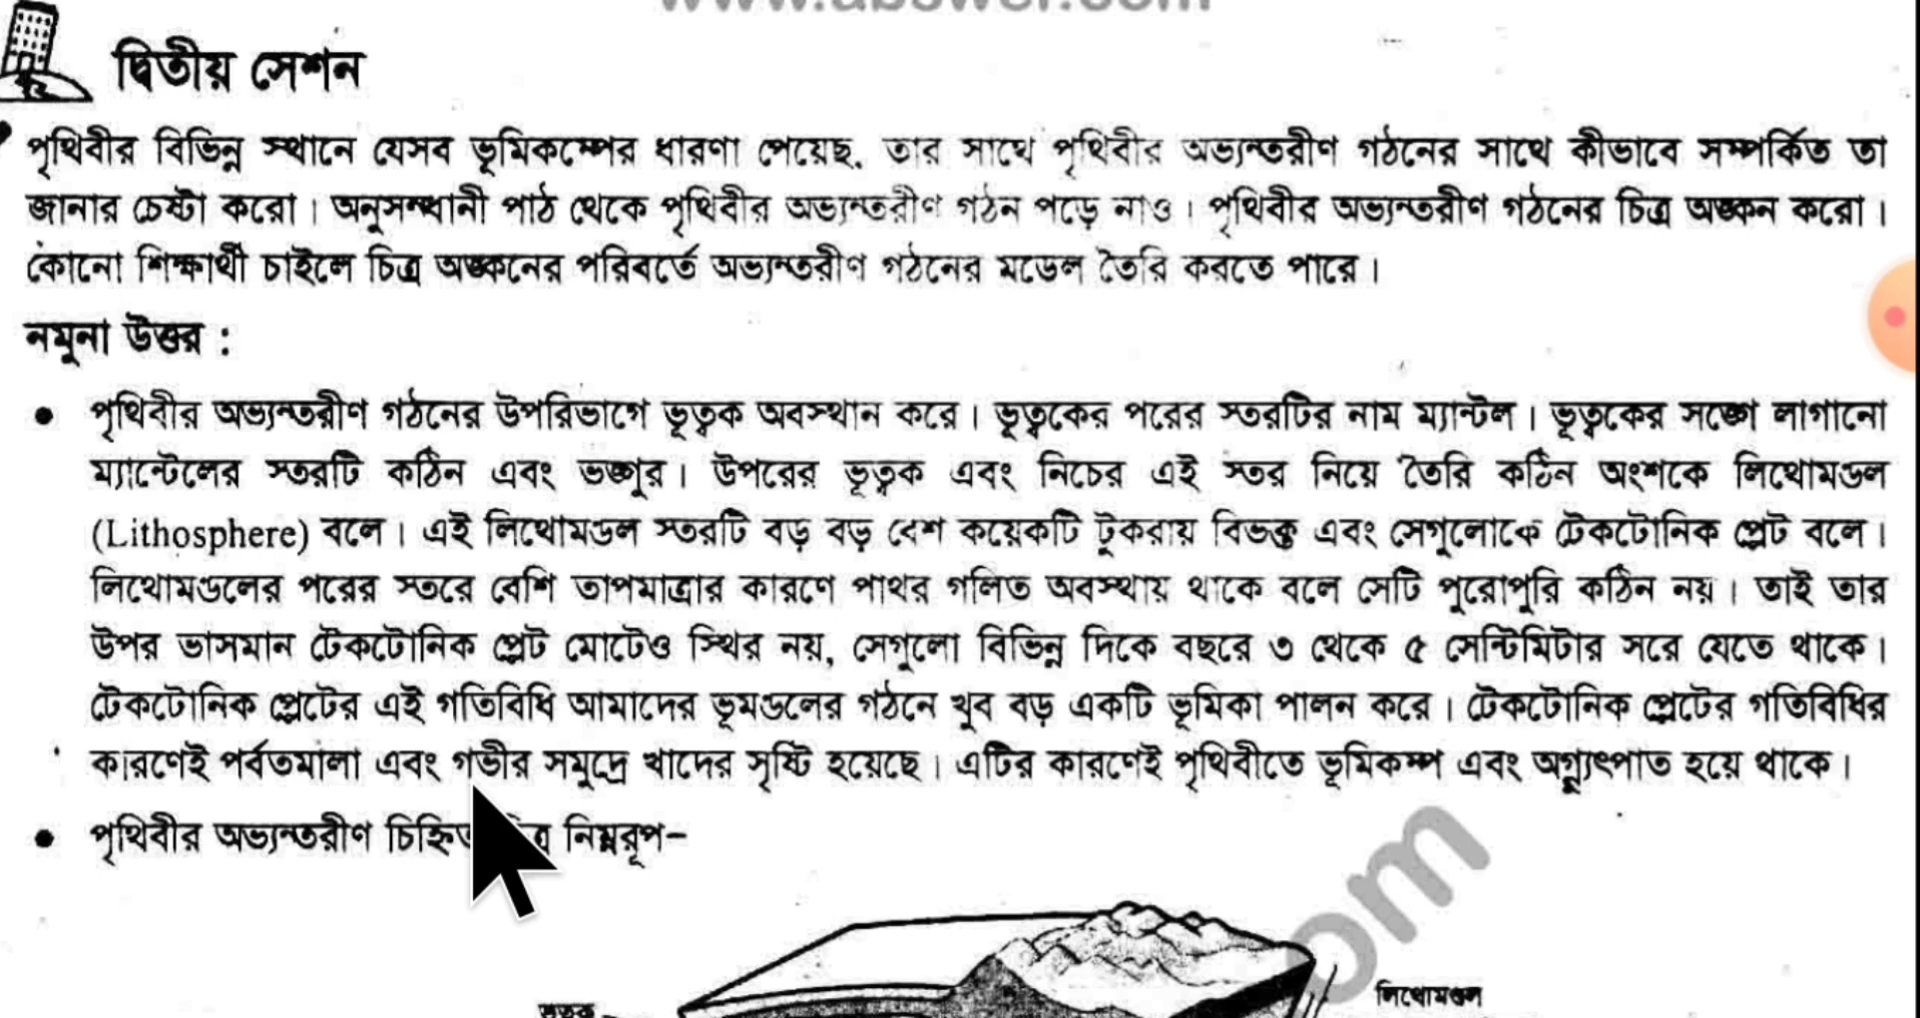 www.abswer.com
দ্বিতীয় সেশন
পৃথিবীর বিভিন্ন স্থানে যেসব ভূমিকম্পের ধারণা পেয়েছ, তার সাথে পৃথিবীর অভ্যন্তরীণ গঠনের সাথে কীভাবে সম্পর্কিত তা
জানার চেষ্টা করো। অনুসন্ধানী পাঠ থেকে পৃথিবীর অভ্যন্তরীণ গঠন পড়ে নাও। পৃথিবীর অভ্যন্তরীণ গঠনের চিত্র অঙ্কন করো।
কোনো শিক্ষার্থী চাইলে চিত্র অঙ্কনের পরিবর্তে অভ্যন্তরীণ গঠনের মডেল তৈরি করতে পারে।
নমুনা উত্তর :
• পৃথিবীর অভ্যন্তরীণ গঠনের উপরিভাগে ভূত্বক অবস্থান করে। ভূত্বকের পরের স্তরটির নাম ম্যান্টল। ভূত্বকের সঙ্গে লাগানো
ম্যান্টেলের স্তরটি কঠিন এবং ভঙ্গুর। উপরের ভূত্বক এবং নিচের এই স্তর নিয়ে তৈরি কঠিন অংশকে লিথোমণ্ডল
(Lithosphere) বলে। এই লিথোমণ্ডল স্তরটি বড় বড় বেশ কয়েকটি টুকরায় বিভক্ত এবং সেগুলোকে টেকটোনিক প্লেট বলে।
লিথোমণ্ডলের পরের স্তরে বেশি তাপমাত্রার কারণে পাথর গলিত অবস্থায় থাকে বলে সেটি পুরোপুরি কঠিন নয়। তাই তার
উপর ভাসমান টেকটোনিক প্লেট মোটেও স্থির নয়, সেগুলো বিভিন্ন দিকে বছরে ৩ থেকে ৫ সেন্টিমিটার সরে যেতে থাকে।
টেকটোনিক প্লেটের এই গতিবিধি আমাদের ভূমণ্ডলের গঠনে খুব বড় একটি ভূমিকা পালন করে। টেকটোনিক প্লেটের গতিবিধির
কারণেই পর্বতমালা এবং গভীর সমুদ্রে খাদের সৃষ্টি হয়েছে। এটির কারণেই পৃথিবীতে ভূমিকম্প এবং অগ্ন্যুৎপাত হয়ে থাকে।
• পৃথিবীর অভ্যন্তরীণ নিম্নরূপ–
om
লিথোমণ্ডল